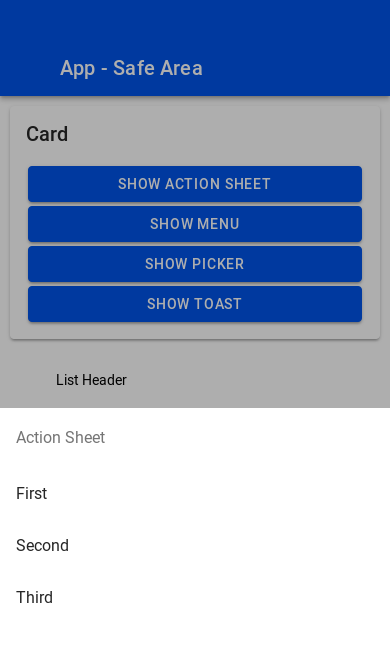 App - Safe Area
Card
SHOW ACTION SHEET
SHOW MENU
SHOW PICKER
SHOW TOAST
List Header
Action Sheet
First
Second
Third